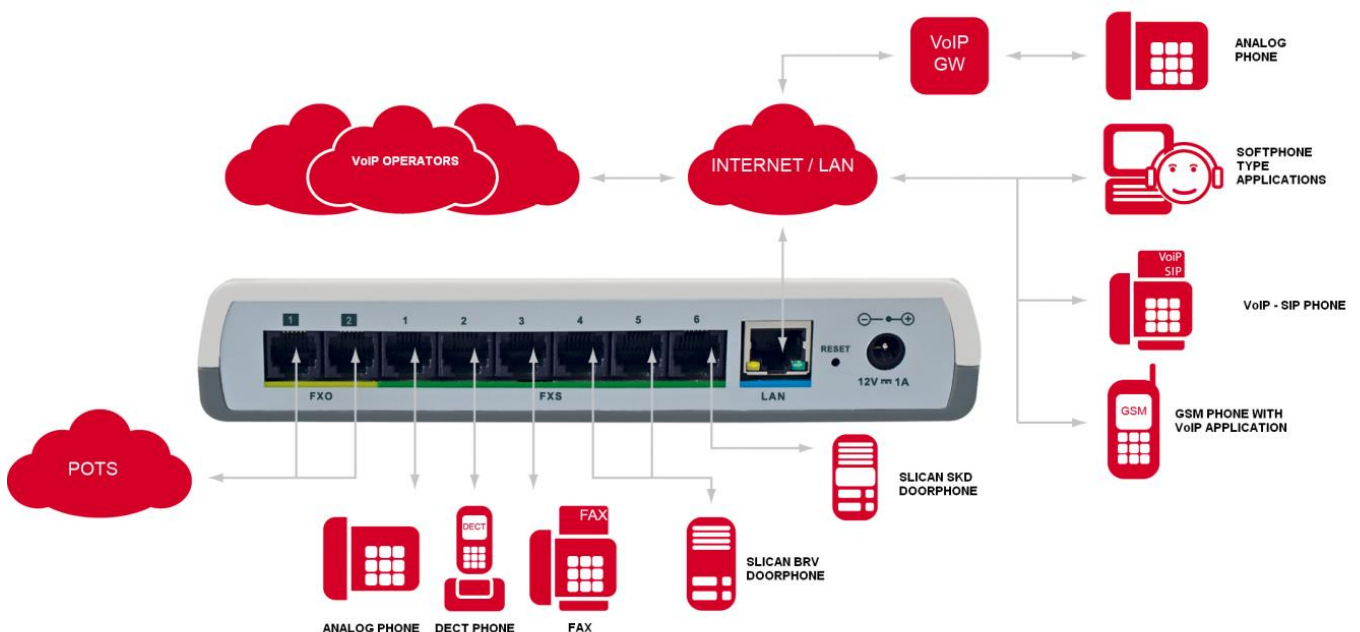 VoIP
GW
ANALOG
PHONE
VoIP OPERATORS
INTERNET / LAN
SOFTPHONE
TYPE
APPLICATIONS
VoiP
SIP
VoIP - SIP PHONE
1 2 1 2 3 4 5 6
RESET
12V 1A
FXO FXS LAN
GSM
GSM PHONE WITH
VoIP APPLICATION
POTS
SLICAN SKD
DOORPHONE
FAX
DECT
SLICAN BRV
DOORPHONE
ANALOG PHONE DECT PHONE FAX